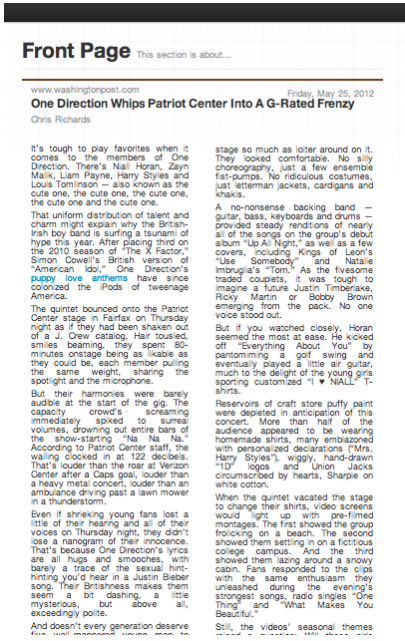 Front Page This section is about...
www.washingtonpost.com
Friday, May 25, 2012
One Direction Whips Patriot Center Into A G-Rated Frenzy
Chris Richards
It's tough to play favorites when it
comes to the members of One
Direction. There's Niall Horan, Zayn
Malik, Liam Payne, Harry Styles and
Louis Tomlinson — also known as the
cute one, the cute one, the cute one,
the cute one and the cute one.
That uniform distribution of talent and
charm might explain why the British-
Irish boy band is surfing a tsunami of
hype this year. After placing third on
the 2010 season of "The X Factor,"
Simon Cowell's British version of
"American Idol," One Direction's
puppy love anthems have since
colonized the iPods of tweenage
America.
The quintet bounced onto the Patriot
Center stage in Fairfax on Thursday
night as if they had been shaken out
of a J. Crew catalog. Hair tousled,
smiles beaming, they spent 80-
minutes onstage being as likable as
they could be, each member pulling
the same weight, sharing the
spotlight and the microphone.
But their harmonies were barely
audible at the start of the gig. The
capacity crowd's screaming
immediately spiked to surreal
volumes, drowning out entire bars of
the show-starting "Na Na Na."
According to Patriot Center staff, the
wailing clocked in at 122 decibels.
That's louder than the roar at Verizon
Center after a Caps goal, louder than
a heavy metal concert, louder than an
ambulance driving past a lawn mower
in a thunderstorm.
Even if shrieking young fans lost a
little of their hearing and all of their
voices on Thursday night, they didn't
lose a nanogram of their innocence.
That's because One Direction's lyrics
are all hugs and smooches, with
barely a trace of the sexual hint-
hinting you'd hear in a Justin Bieber
song. Their Britishness makes them
seem a bit dashing, a little
mysterious, but above all,
exceedingly polite.
And doesn't every generation deserve
five well-mannered young men to
stage so much as loiter around on it.
They looked comfortable. No silly
choreography, just a few ensemble
fist-pumps. No ridiculous costumes,
just letterman jackets, cardigans and
khakis.
A no-nonsense backing band —
guitar, bass, keyboards and drums —
provided steady renditions of nearly
all of the songs on the group's debut
album "Up All Night," as well as a few
covers, including Kings of Leon's
"Use Somebody" and Natalie
Imbruglia's "Torn." As the fivesome
traded couplets, it was tough to
imagine a future Justin Timberlake,
Ricky Martin or Bobby Brown
emerging from the pack. No one
voice stood out.
But if you watched closely, Horan
seemed the most at ease. He kicked
off "Everything About You" by
pantomiming a golf swing and
eventually played a little air guitar,
much to the delight of the young girls
sporting customized "I ♥ NIALL" T-
shirts.
Reservoirs of craft store puffy paint
were depleted in anticipation of this
concert. More than half of the
audience appeared to be wearing
homemade shirts, many emblazoned
with personalized declarations ("Mrs.
Harry Styles"), wiggly, hand-drawn
"1D" logos and Union Jacks
circumscribed by hearts, Sharpie on
white cotton.
When the quintet vacated the stage
to change their shirts, video screens
would light up with pre-filmed
montages. The first showed the group
frolicking on a beach. The second
showed them settling in on a fictitious
college campus. And the third
showed them lazing around a snowy
cabin. Fans responded to the clips
with the same enthusiasm they
unleashed during the evening's
strongest songs, radio singles "One
Thing" and "What Makes You
Beautiful."
Still, the videos' seasonal themes